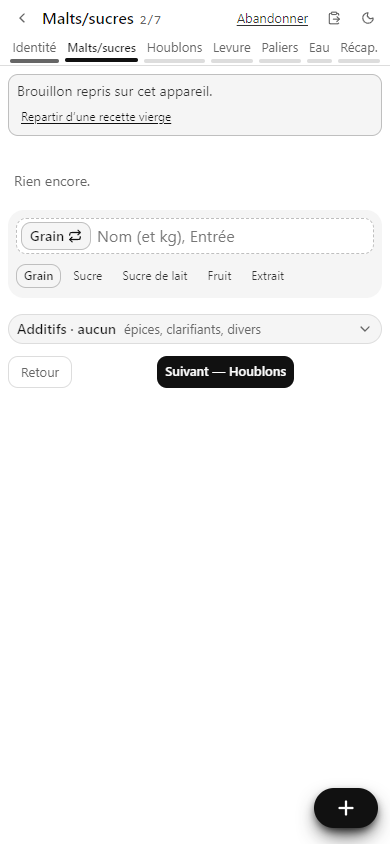 Malts/sucres 2/7 Abandonner
Identité Malts/sucres Houblons Levure Paliers Eau Récap.
Brouillon repris sur cet appareil.
Repartir d'une recette vierge
Rien encore.
Grain Nom (et kg), Entrée
Grain Sucre Sucre de lait Fruit Extrait
Additifs · aucun épices, clarifiants, divers
Retour Suivant — Houblons